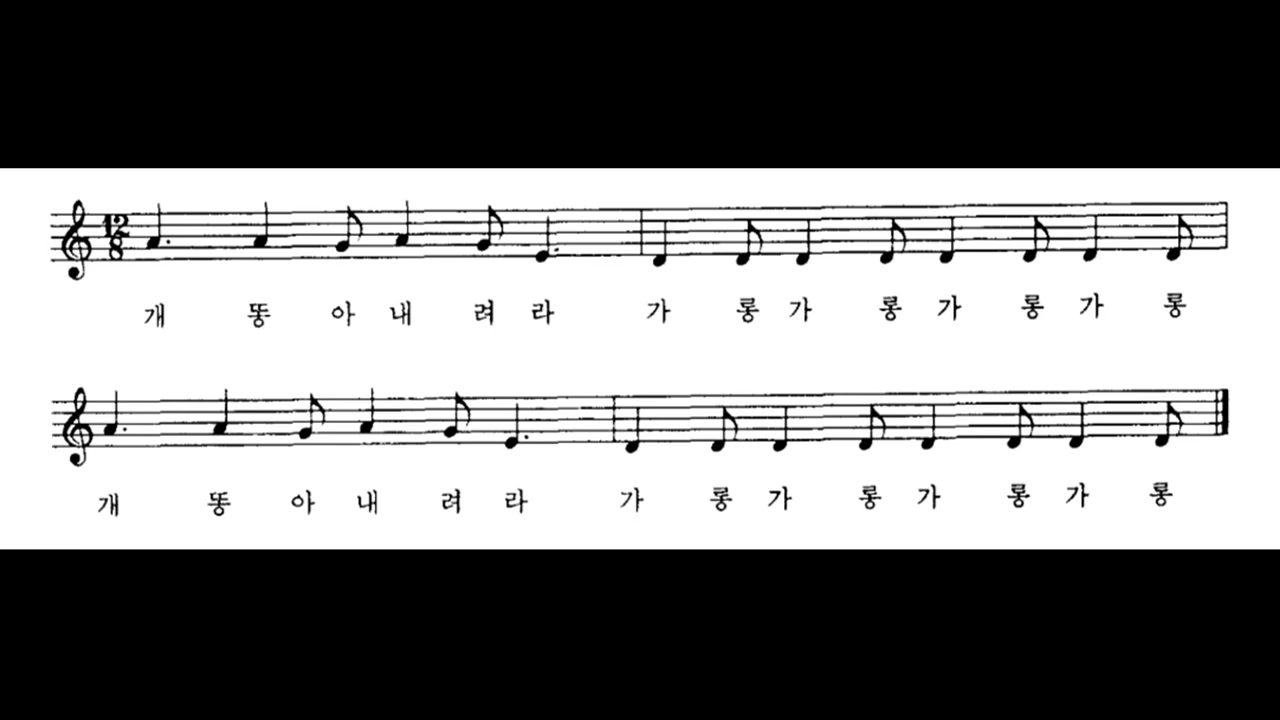 12
8
개 똥 아 내 려 라 가 롱 가 롱 가 롱 가 롱
개 똥 아 내 려 라 가 롱 가 롱 가 롱 가 롱